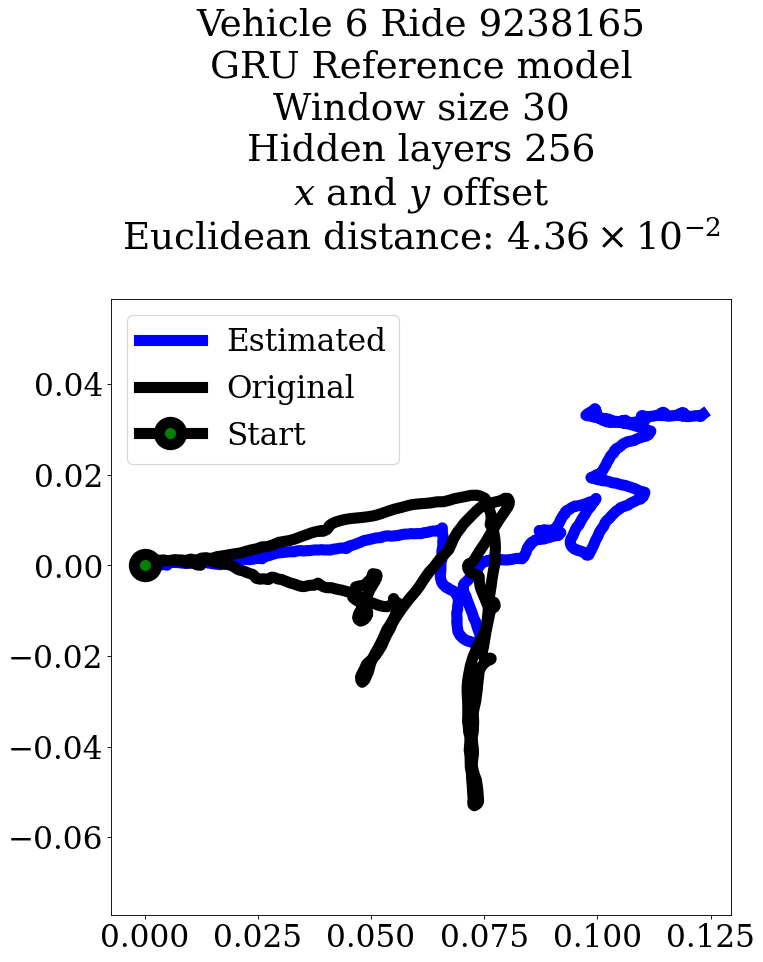 Vehicle 6 Ride 9238165
GRU Reference model
Window size 30
Hidden layers 256
x and y offset
Euclidean distance: 4.36 × 10⁻²
Estimated
Original
Start
0.04
0.02
0.00
−0.02
−0.04
−0.06
0.000 0.025 0.050 0.075 0.100 0.125